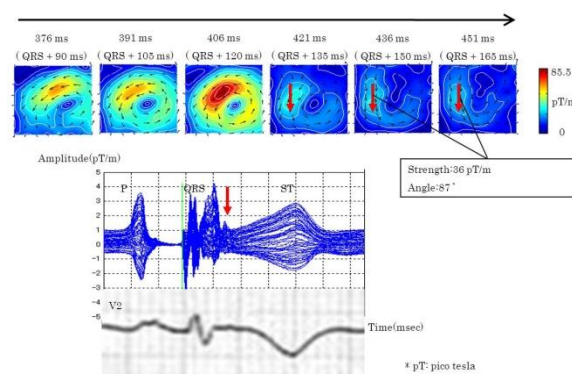 376 ms 391 ms 406 ms 421 ms 436 ms 451 ms
( QRS + 90 ms) ( QRS + 105 ms) ( QRS + 120 ms) ( QRS + 135 ms) ( QRS + 150 ms) ( QRS + 165 ms)
85.5
pT/m
0
Strength:36 pT/m
Angle:87˚
Amplitude(pT/m)
5
4
3
2
1
0
-1
-2
-3
-4
-5
P QRS ST
V2
Time(msec)
* pT: pico tesla